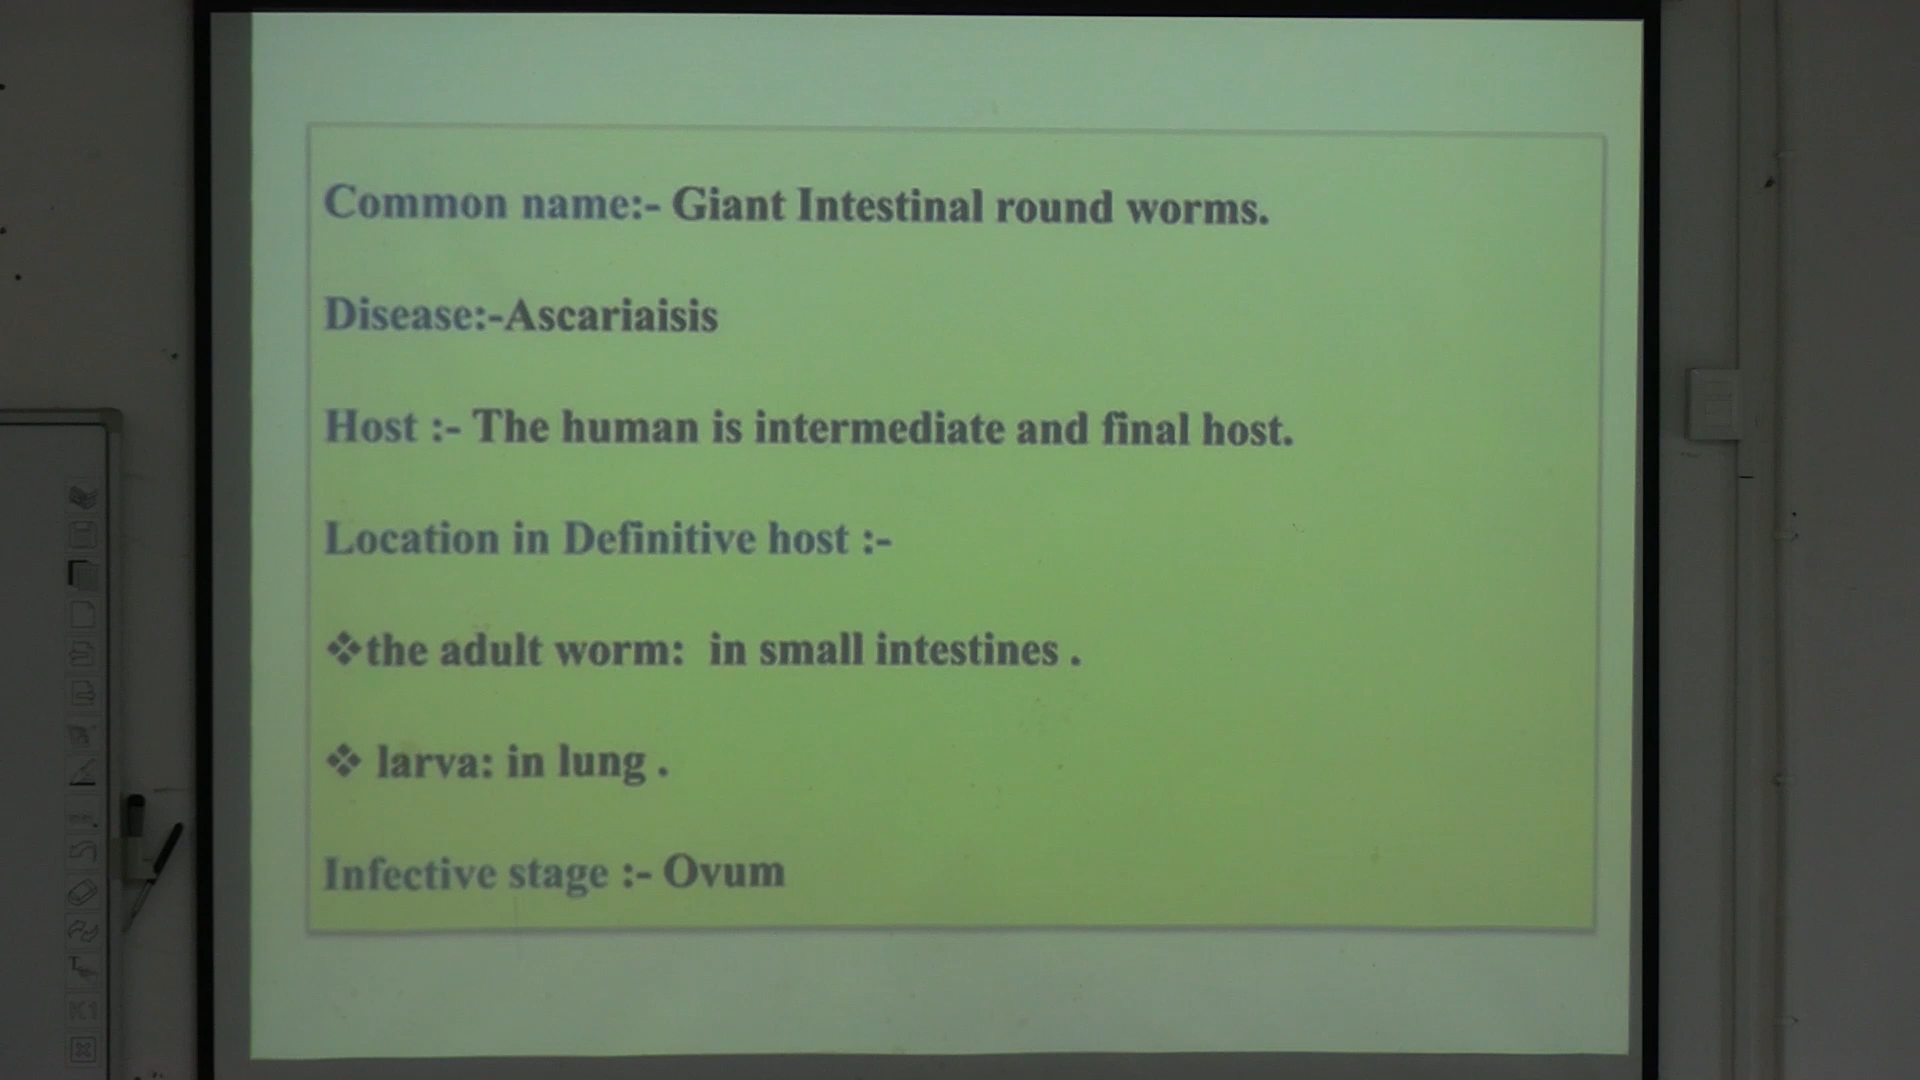 Common name:- Giant Intestinal round worms.
Disease:-Ascariaisis
Host :- The human is intermediate and final host.
Location in Definitive host :-
❖the adult worm: in small intestines .
❖ larva: in lung .
Infective stage :- Ovum